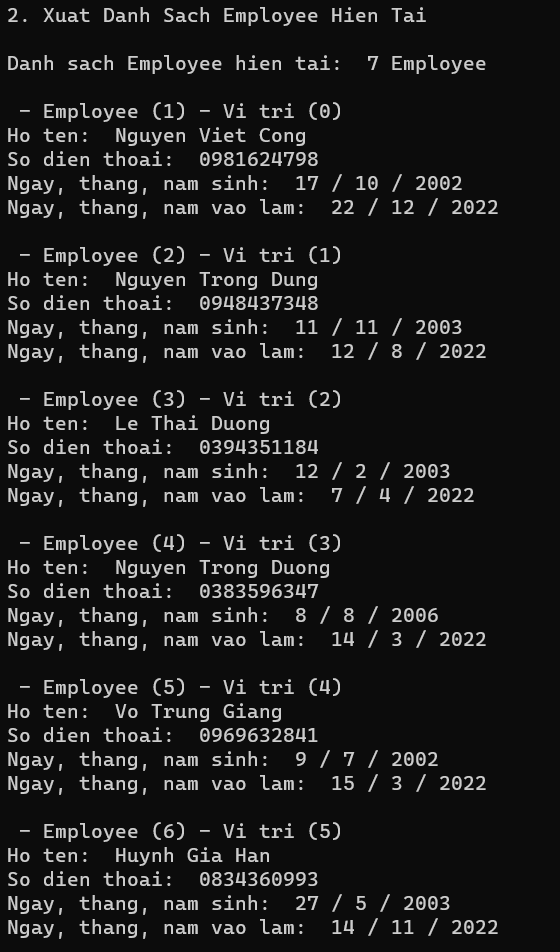 2. Xuat Danh Sach Employee Hien Tai
Danh sach Employee hien tai:  7 Employee
 - Employee (1) - Vi tri (0)
Ho ten:  Nguyen Viet Cong
So dien thoai:  0981624798
Ngay, thang, nam sinh:  17 / 10 / 2002
Ngay, thang, nam vao lam:  22 / 12 / 2022
 - Employee (2) - Vi tri (1)
Ho ten:  Nguyen Trong Dung
So dien thoai:  0948437348
Ngay, thang, nam sinh:  11 / 11 / 2003
Ngay, thang, nam vao lam:  12 / 8 / 2022
 - Employee (3) - Vi tri (2)
Ho ten:  Le Thai Duong
So dien thoai:  0394351184
Ngay, thang, nam sinh:  12 / 2 / 2003
Ngay, thang, nam vao lam:  7 / 4 / 2022
 - Employee (4) - Vi tri (3)
Ho ten:  Nguyen Trong Duong
So dien thoai:  0383596347
Ngay, thang, nam sinh:  8 / 8 / 2006
Ngay, thang, nam vao lam:  14 / 3 / 2022
 - Employee (5) - Vi tri (4)
Ho ten:  Vo Trung Giang
So dien thoai:  0969632841
Ngay, thang, nam sinh:  9 / 7 / 2002
Ngay, thang, nam vao lam:  15 / 3 / 2022
 - Employee (6) - Vi tri (5)
Ho ten:  Huynh Gia Han
So dien thoai:  0834360993
Ngay, thang, nam sinh:  27 / 5 / 2003
Ngay, thang, nam vao lam:  14 / 11 / 2022